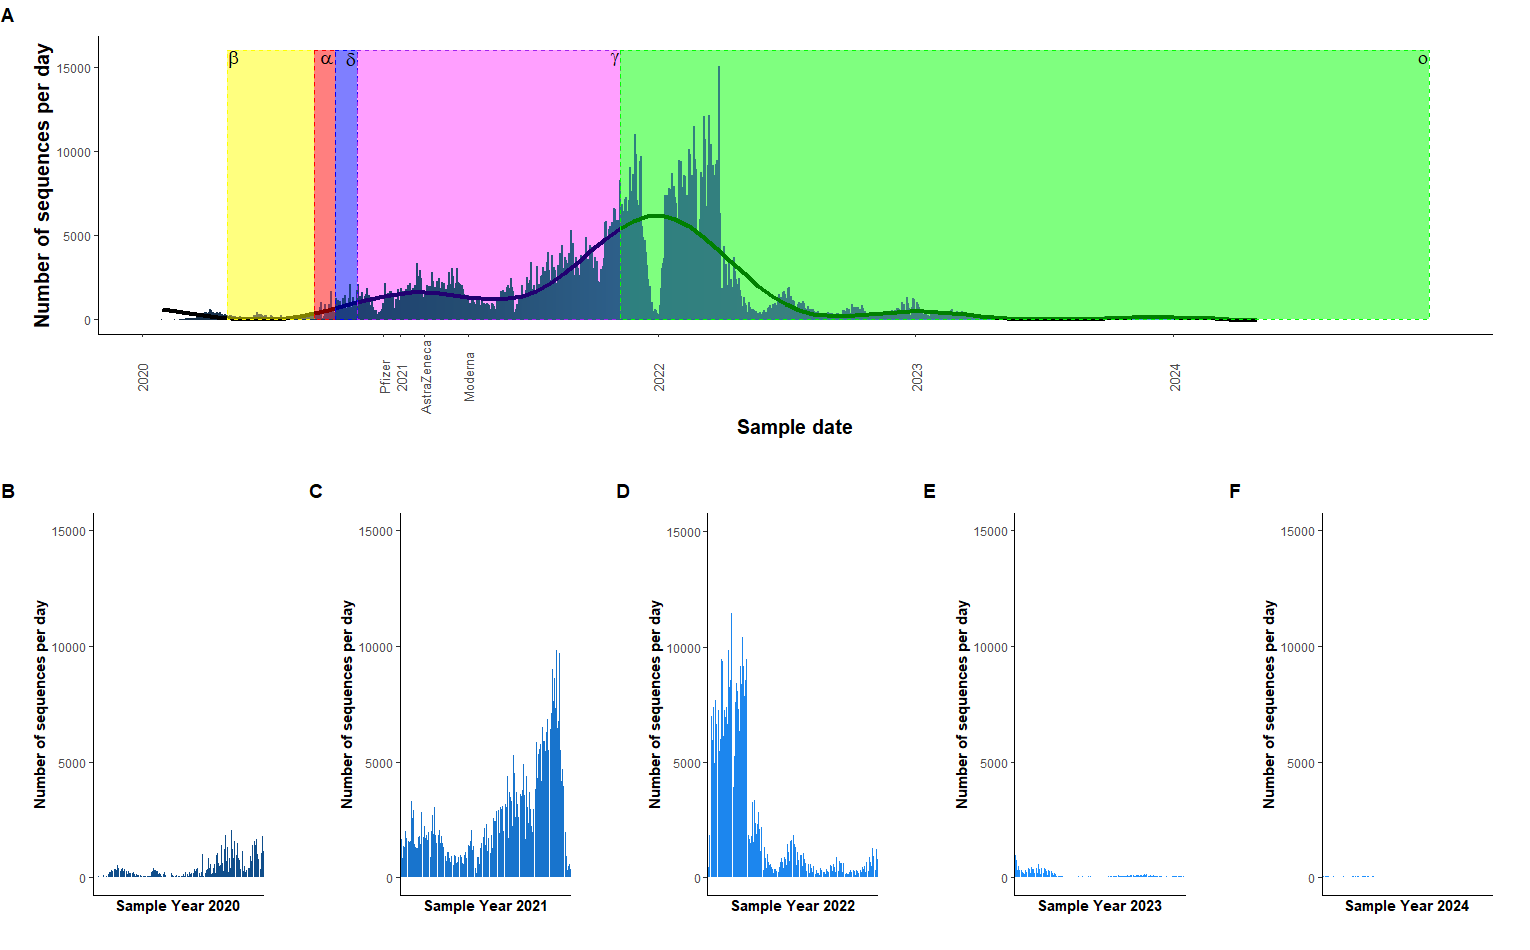 A
Number of sequences per day
15000
10000
5000
0
β
α
δ
γ
ο
2020
Pfizer
2021
AstraZeneca
Moderna
2022
2023
2024
Sample date
B
Number of sequences per day
15000
10000
5000
0
Sample Year 2020
C
Number of sequences per day
15000
10000
5000
0
Sample Year 2021
D
Number of sequences per day
15000
10000
5000
0
Sample Year 2022
E
Number of sequences per day
15000
10000
5000
0
Sample Year 2023
F
Number of sequences per day
15000
10000
5000
0
Sample Year 2024